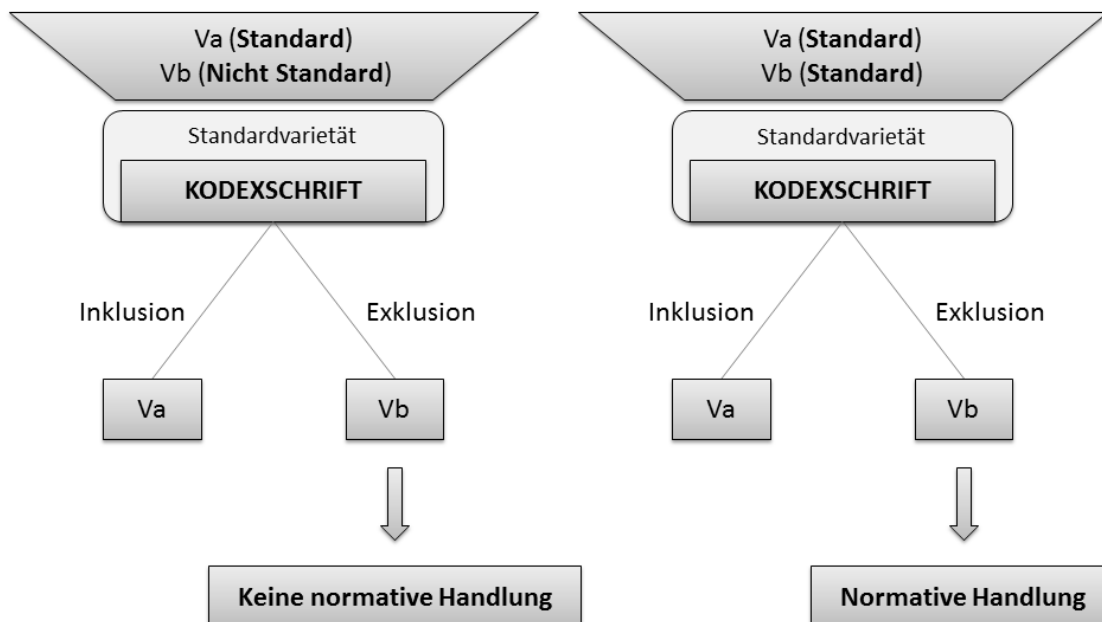 Va (Standard)
Vb (Nicht Standard)
Standardvarietät
KODEXSCHRIFT
Inklusion
Exklusion
Va
Vb
Keine normative Handlung
Va (Standard)
Vb (Standard)
Standardvarietät
KODEXSCHRIFT
Inklusion
Exklusion
Va
Vb
Normative Handlung